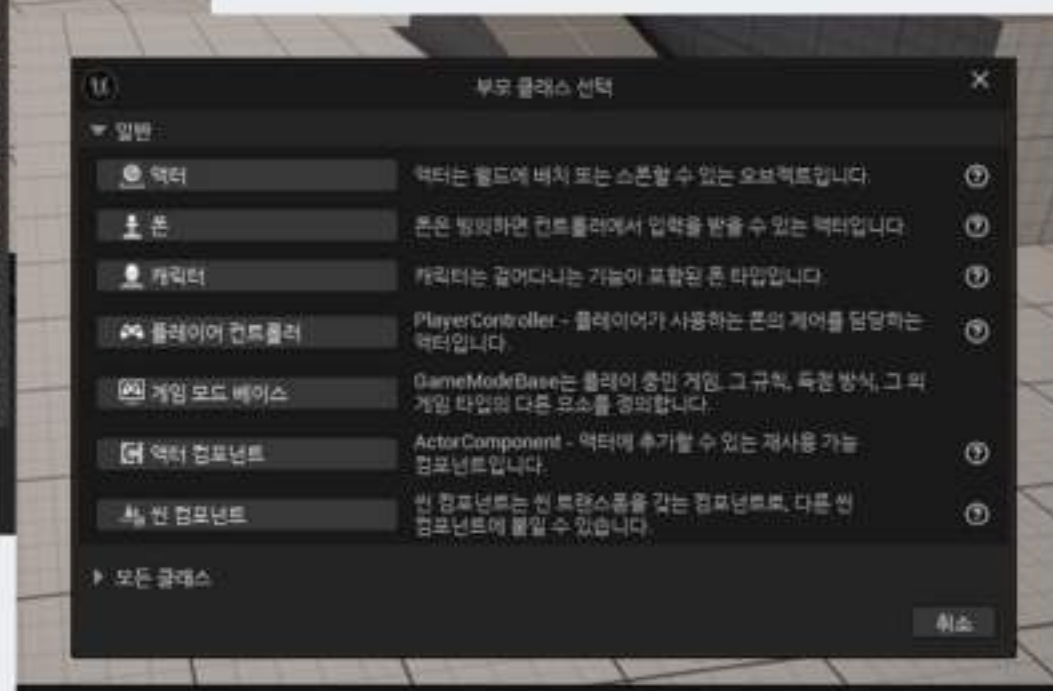 부모 클래스 선택
일반
액터
액터는 월드에 배치 또는 스폰할 수 있는 오브젝트입니다.
폰
폰은 빙의하면 컨트롤러에서 입력을 받을 수 있는 액터입니다.
캐릭터
캐릭터는 걸어다니는 기능이 포함된 폰 타입입니다.
플레이어 컨트롤러
PlayerController - 플레이어가 사용하는 폰의 제어를 담당하는
액터입니다.
게임 모드 베이스
GameModeBase는 플레이 중인 게임, 그 규칙, 득점 방식, 그 외
게임 타입의 다른 요소를 정의합니다.
액터 컴포넌트
ActorComponent - 액터에 추가할 수 있는 재사용 가능
컴포넌트입니다.
씬 컴포넌트
씬 컴포넌트는 씬 트랜스폼을 갖는 컴포넌트로, 다른 씬
컴포넌트에 붙일 수 있습니다.
모든 클래스
취소